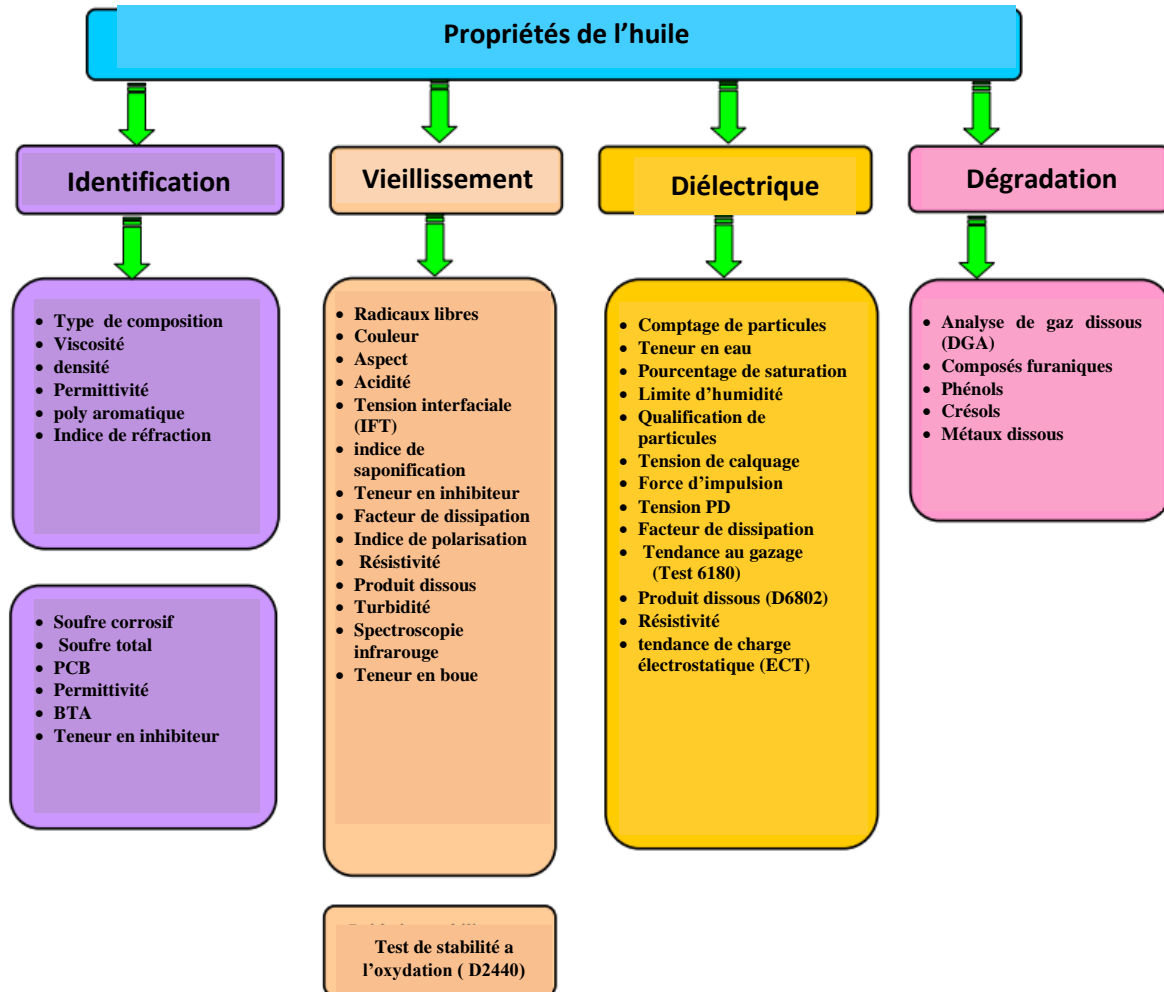 Propriétés de l'huile
Identification
Vieillissement
Diélectrique
Dégradation
• Type de composition
• Viscosité
• densité
• Permittivité
• poly aromatique
• Indice de réfraction
• Soufre corrosif
• Soufre total
• PCB
• Permittivité
• BTA
• Teneur en inhibiteur
• Radicaux libres
• Couleur
• Aspect
• Acidité
• Tension interfaciale
(IFT)
• indice de
saponification
• Teneur en inhibiteur
• Facteur de dissipation
• Indice de polarisation
• Résistivité
• Produit dissous
• Turbidité
• Spectroscopie
infrarouge
• Teneur en boue
Test de stabilité a
l'oxydation ( D2440)
• Comptage de particules
• Teneur en eau
• Pourcentage de saturation
• Limite d'humidité
• Qualification de
particules
• Tension de calquage
• Force d'impulsion
• Tension PD
• Facteur de dissipation
• Tendance au gazage
(Test 6180)
• Produit dissous (D6802)
• Résistivité
• tendance de charge
électrostatique (ECT)
• Analyse de gaz dissous
(DGA)
• Composés furaniques
• Phénols
• Crésols
• Métaux dissous